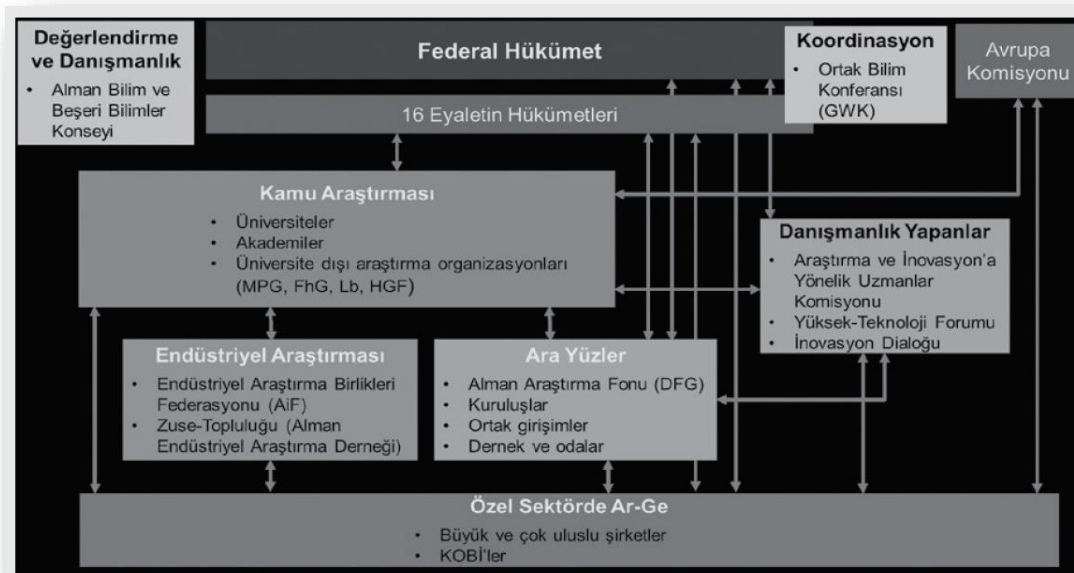 Değerlendirme
ve Danışmanlık
• Alman Bilim ve
Beşeri Bilimler
Konseyi
Federal Hükümet
16 Eyaletin Hükümetleri
Koordinasyon
• Ortak Bilim
Konferansı
(GWK)
Avrupa
Komisyonu
Kamu Araştırması
• Üniversiteler
• Akademiler
• Üniversite dışı araştırma organizasyonları
(MPG, FhG, Lb, HGF)
Danışmanlık Yapanlar
• Araştırma ve İnovasyon'a
Yönelik Uzmanlar
Komisyonu
• Yüksek-Teknoloji Forumu
• İnovasyon Dialoğu
Endüstriyel Araştırması
• Endüstriyel Araştırma Birlikleri
Federasyonu (AiF)
• Zuse-Topluluğu (Alman
Endüstriyel Araştırma Derneği)
Ara Yüzler
• Alman Araştırma Fonu (DFG)
• Kuruluşlar
• Ortak girişimler
• Dernek ve odalar
Özel Sektörde Ar-Ge
• Büyük ve çok uluslu şirketler
• KOBİ'ler